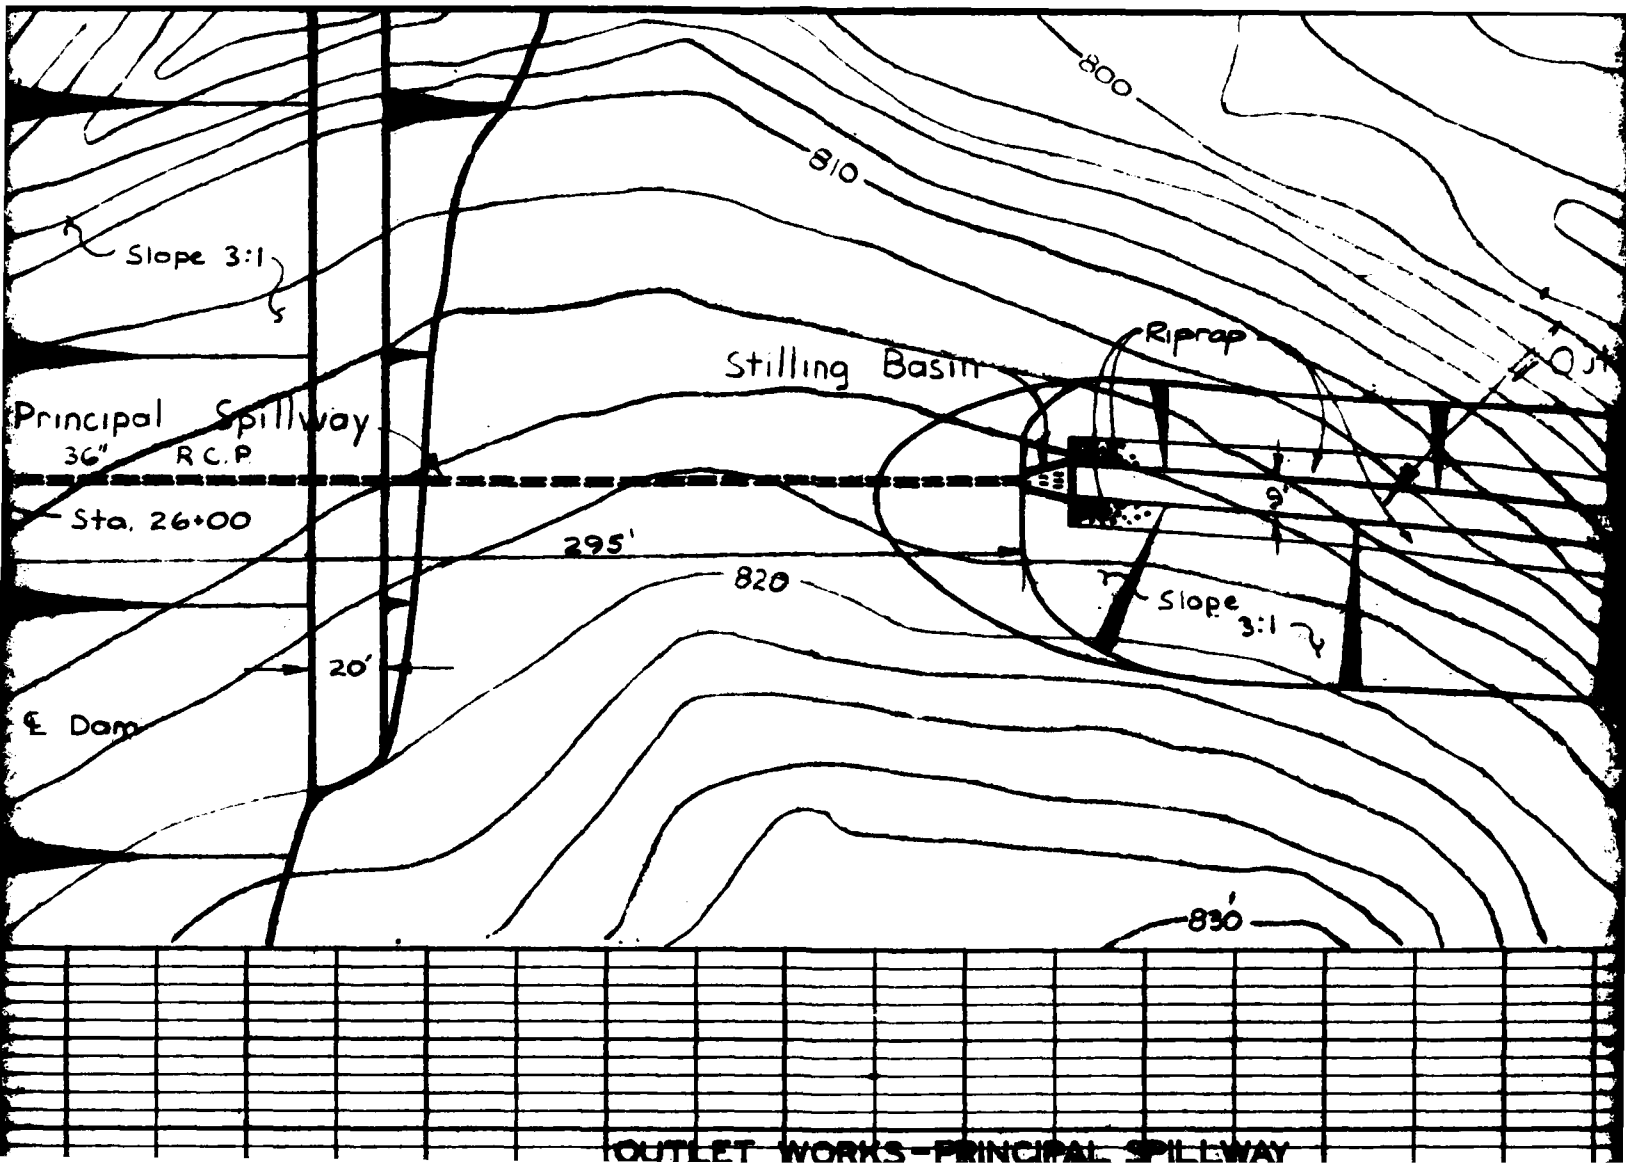 800
810
Slope 3:1
Riprap
Stilling Basin
Principal Spillway
36" R.C.P.
Sta. 26+00
9'
295'
820
Slope
3:1
20'
℄ Dam
830'
OUTLET WORKS-PRINCIPAL SPILLWAY